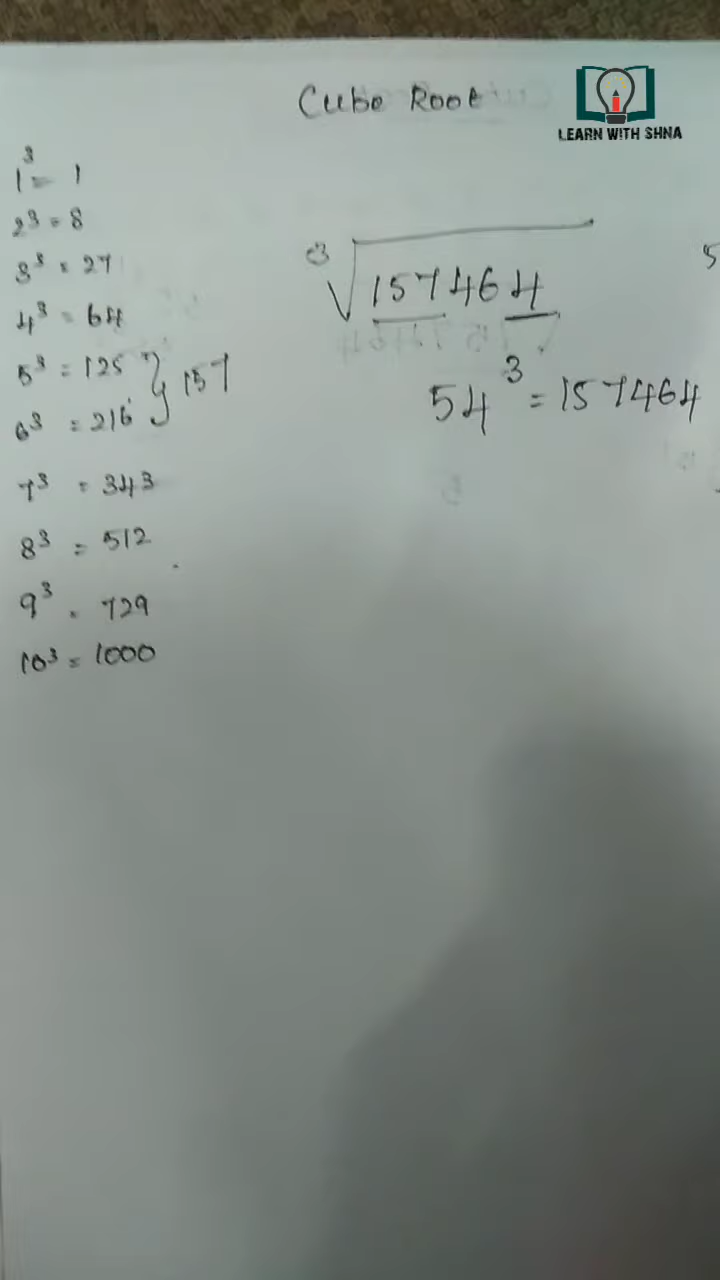 Cube Root
LEARN WITH SHNA
1³ = 1
2³ = 8
3³ = 27
4³ = 64
5³ = 125
6³ = 216
} 157
7³ = 343
8³ = 512
9³ = 729
10³ = 1000
³√157464
54³ = 157464
5